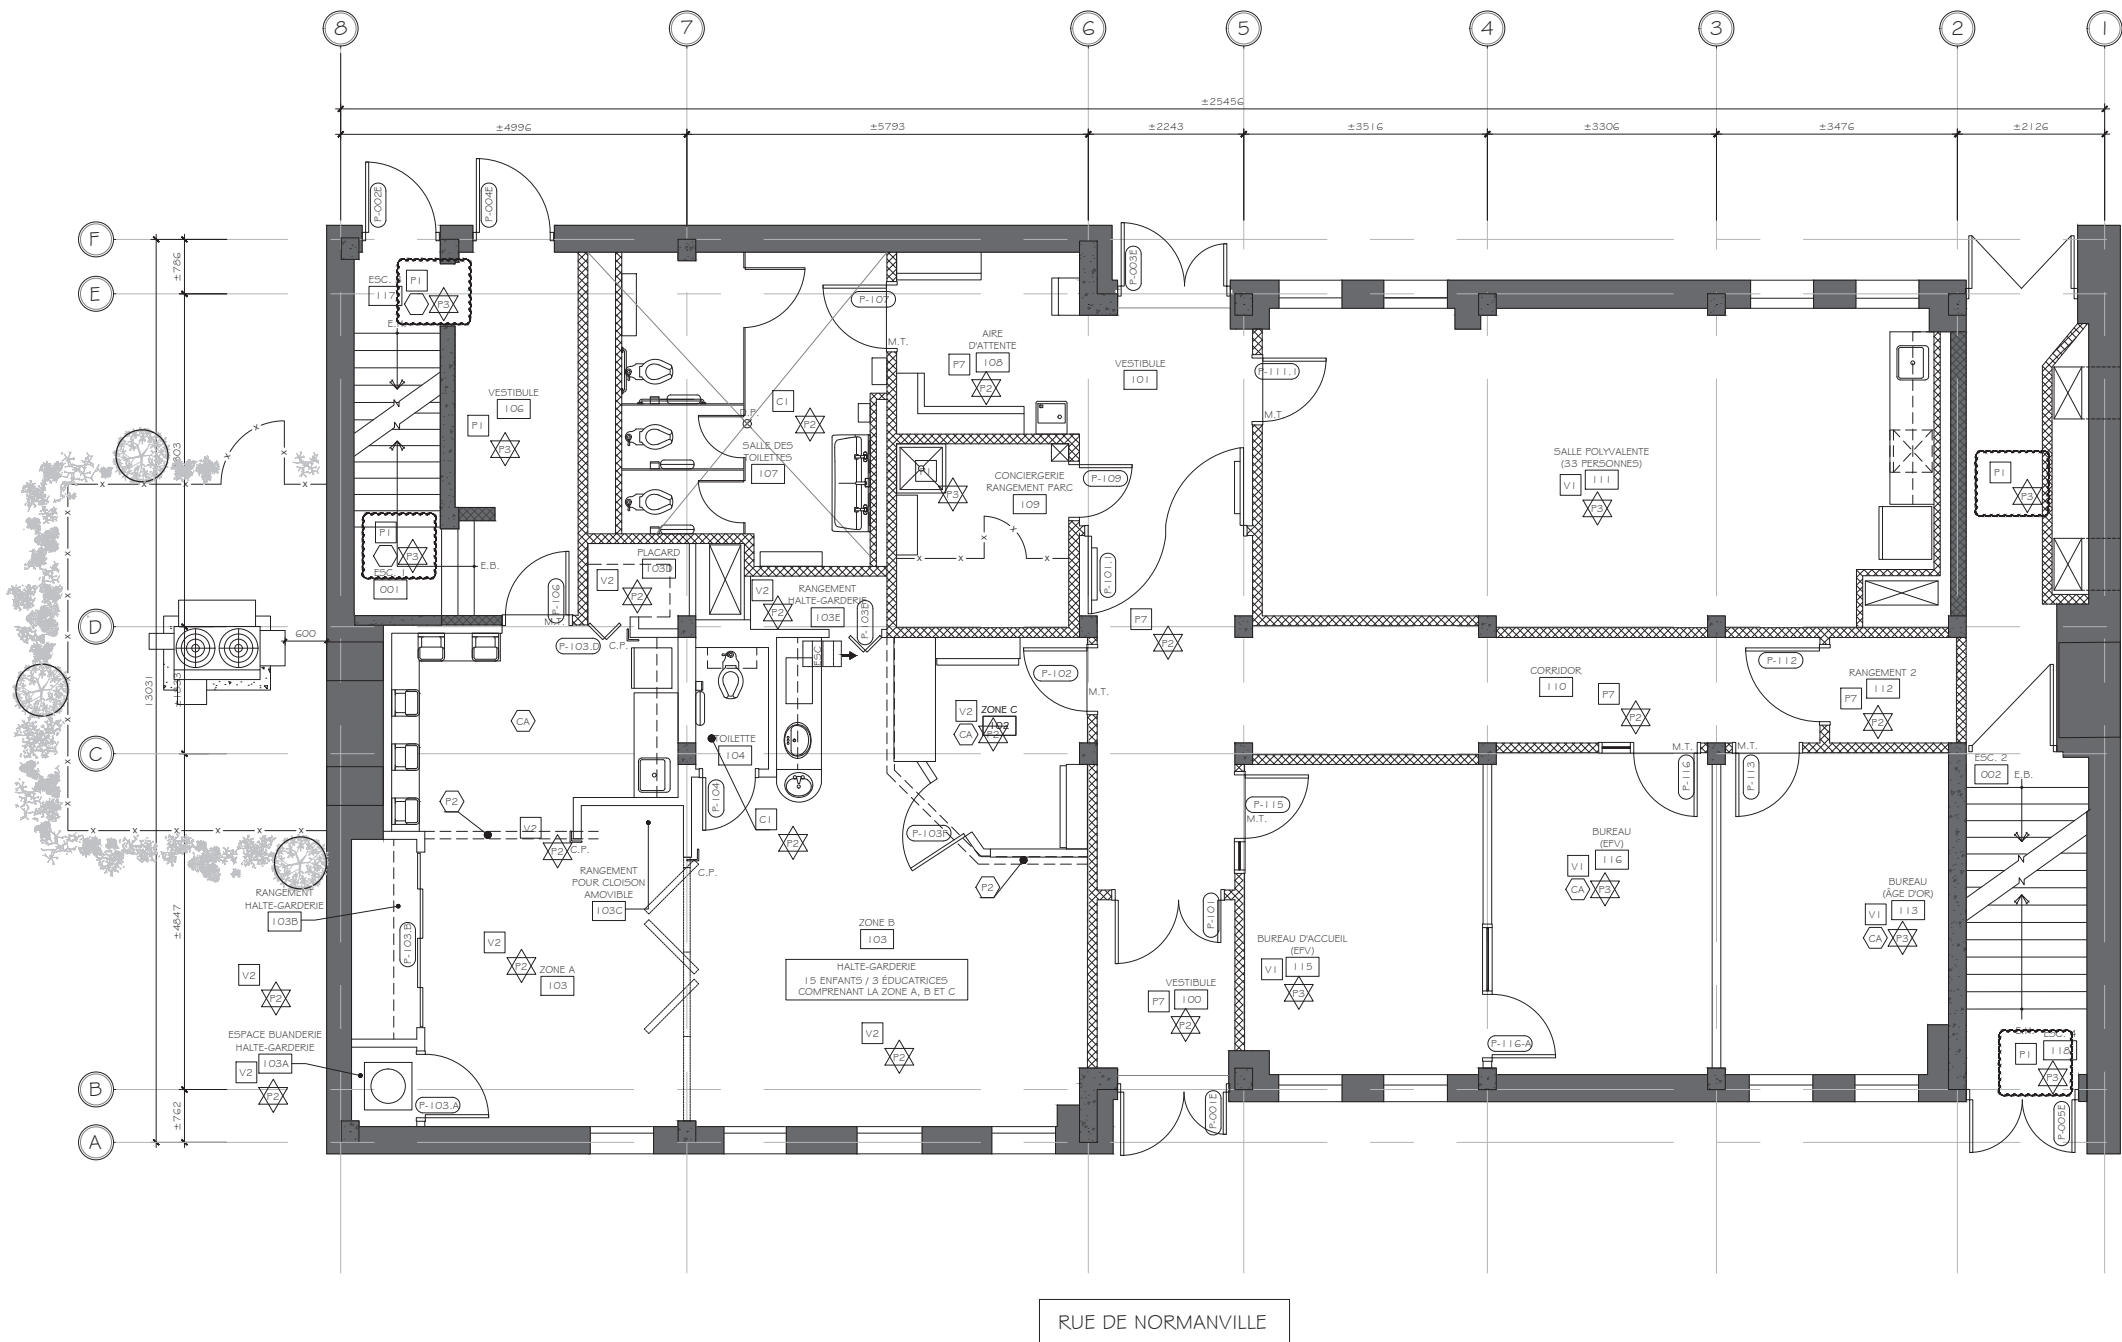 8
7
6
5
4
3
2
1
±25456
±4996
±5793
±2243
±3516
±3306
±3476
±2126
F
E
D
C
B
A
±786
13031
±4847
±762
600
P-002E
P-004E
P-003E
ESC.
117
P1
P3
VESTIBULE
106
P1
P3
P1
P3
ESC. 1
001
E.B.
P-106
M.T.
P-107
M.T.
C1
P2
D.P.
SALLE DES
TOILETTES
107
AIRE
D'ATTENTE
P7
108
P2
VESTIBULE
101
P-111.1
M.T.
CONCIERGERIE
RANGEMENT PARC
109
P3
P-109
P-101.1
SALLE POLYVALENTE
(33 PERSONNES)
V1
111
P3
P1
P3
PLACARD
103D
V2
P2
P-103.D
C.P.
RANGEMENT
HALTE-GARDERIE
103E
V2
P2
P-103E
ESC
P7
P2
P-102
M.T.
ZONE C
V2
102
CA
P2
CORRIDOR
110
P7
P2
P-112
RANGEMENT 2
P7
112
P2
CA
TOILETTE
104
P-104
C1
P2
P2
V2
P2
C.P.
C.P.
P-103F
P2
P-115
M.T.
M.T.
P-116
M.T.
P-113
ESC. 2
002
E.B.
RANGEMENT
HALTE-GARDERIE
103B
P-103.B
RANGEMENT
POUR CLOISON
AMOVIBLE
103C
V2
P2
ZONE A
103
ZONE B
103
HALTE-GARDERIE
15 ENFANTS / 3 ÉDUCATRICES
COMPRENANT LA ZONE A, B ET C
V2
P2
V2
P2
ESPACE BUANDERIE
HALTE-GARDERIE
103A
V2
P2
P-103.A
P-101
VESTIBULE
P7
100
P2
P-001E
BUREAU D'ACCUEIL
(EFV)
V1
115
P3
BUREAU
(EFV)
V1
116
CA
P3
P-116-A
BUREAU
(ÂGE D'OR)
V1
113
CA
P3
P1
118
P3
P-005E
RUE DE NORMANVILLE